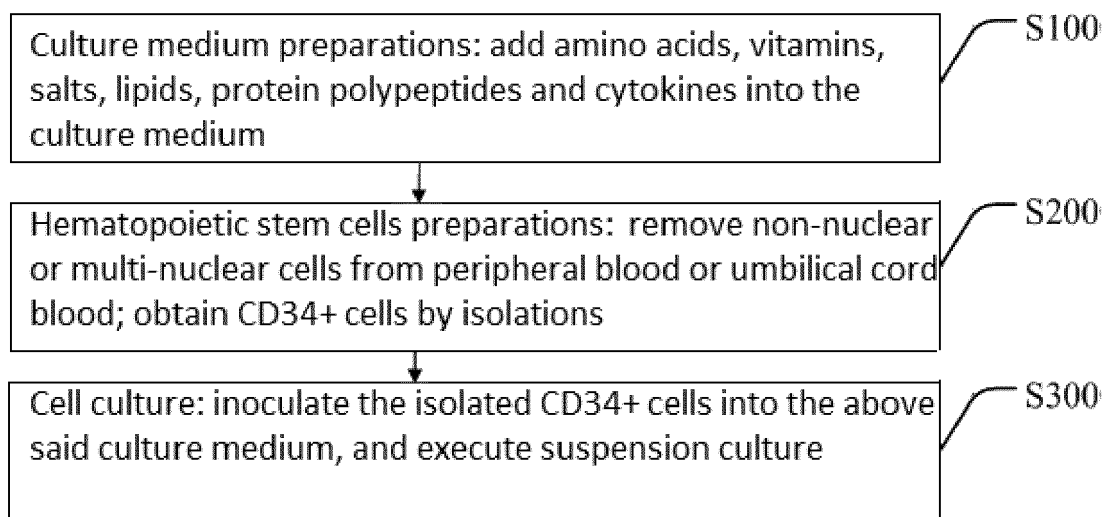 S100
Culture medium preparations: add amino acids, vitamins,
salts, lipids, protein polypeptides and cytokines into the
culture medium
S200
Hematopoietic stem cells preparations: remove non-nuclear
or multi-nuclear cells from peripheral blood or umbilical cord
blood; obtain CD34+ cells by isolations
S300
Cell culture: inoculate the isolated CD34+ cells into the above
said culture medium, and execute suspension culture